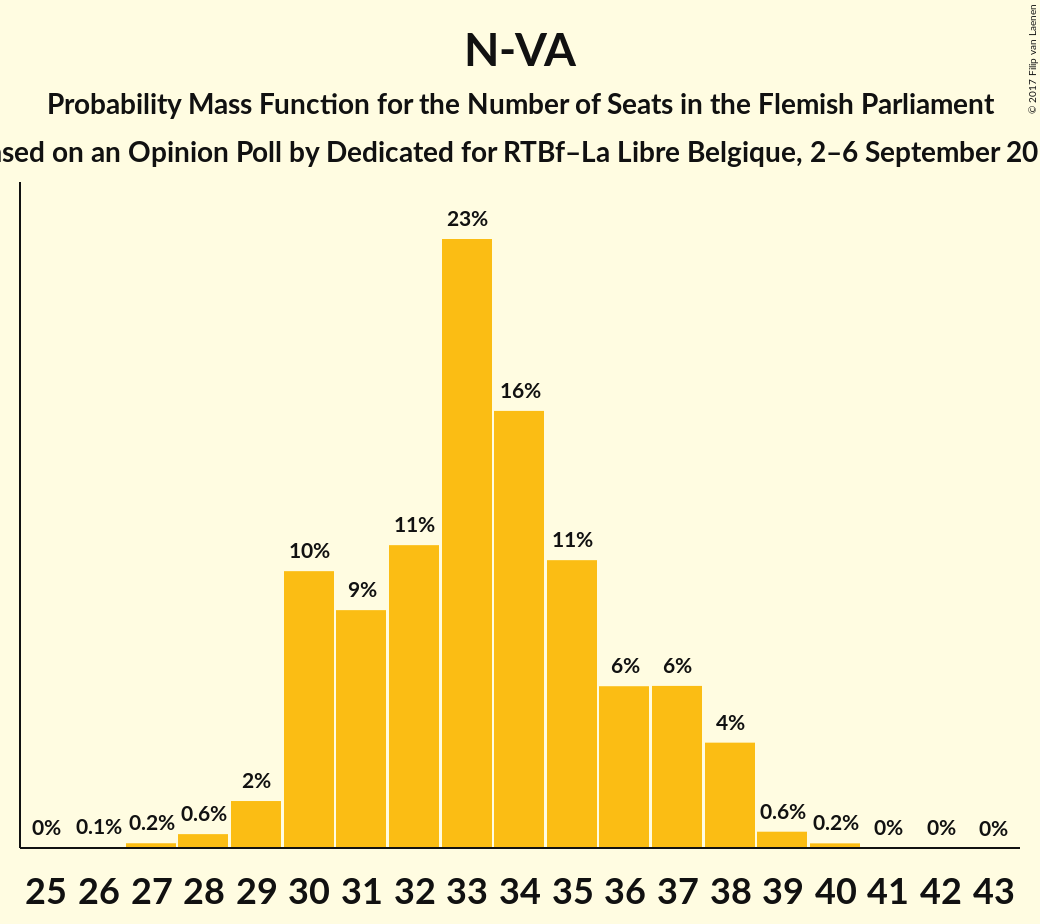 N-VA
Probability Mass Function for the Number of Seats in the Flemish Parliament
on an Opinion Poll by Dedicated for RTBf–La Libre Belgique, 2–6 September
© 2017 Filip van Laenen
0% 0.1% 0.2% 0.6% 2% 10% 9% 11% 23% 16% 11% 6% 6% 4% 0.6% 0.2% 0% 0% 0%
25 26 27 28 29 30 31 32 33 34 35 36 37 38 39 40 41 42 43